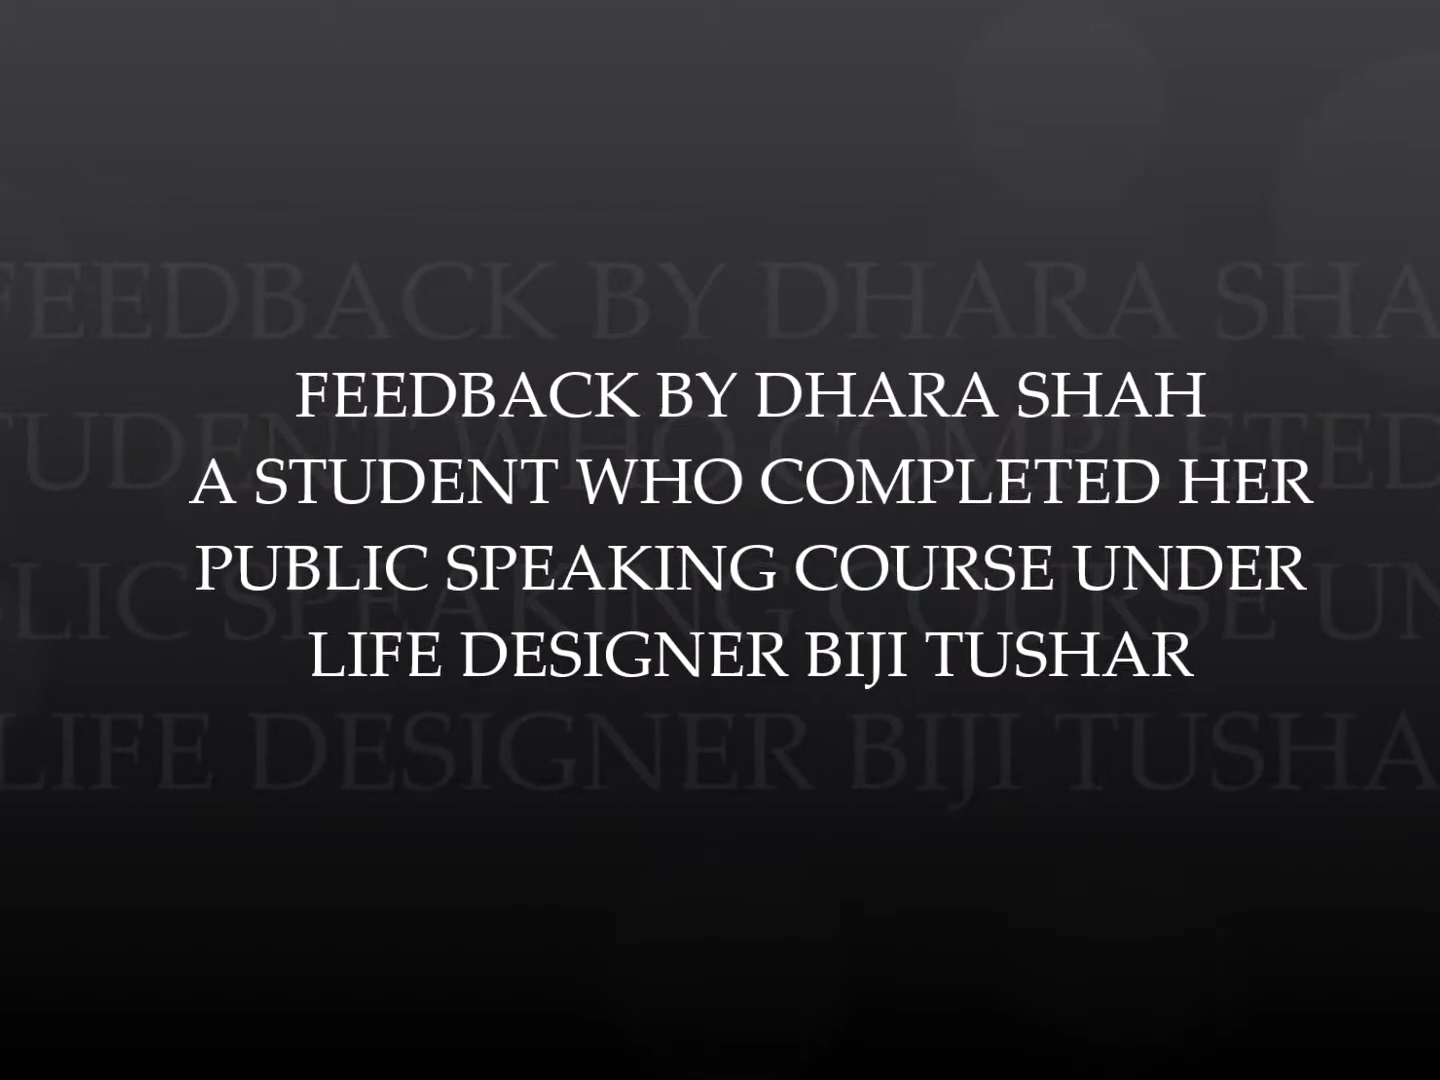 FEEDBACK BY DHARA SHAH
A STUDENT WHO COMPLETED HER
PUBLIC SPEAKING COURSE UNDER
LIFE DESIGNER BIJI TUSHAR